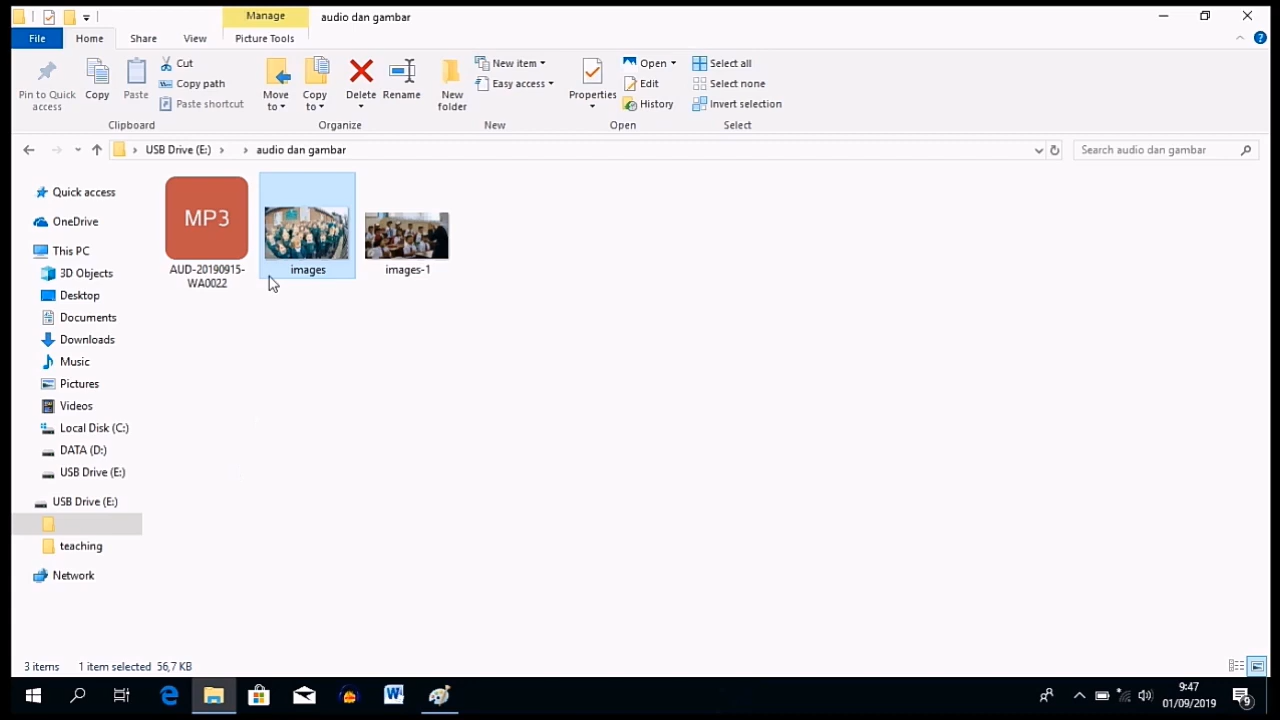 Manage
audio dan gambar
File
Home
Share
View
Picture Tools
Pin to Quick access
Copy
Paste
Cut
Copy path
Paste shortcut
Clipboard
Move to
Copy to
Delete
Rename
Organize
New folder
New item
Easy access
New
Properties
Open
Edit
History
Open
Select all
Select none
Invert selection
Select
USB Drive (E:) › › audio dan gambar
Search audio dan gambar
Quick access
OneDrive
This PC
3D Objects
Desktop
Documents
Downloads
Music
Pictures
Videos
Local Disk (C:)
DATA (D:)
USB Drive (E:)
USB Drive (E:)
teaching
Network
MP3
AUD-20190915-
WA0022
images
images-1
3 items
1 item selected 56,7 KB
W
9:47
01/09/2019
9